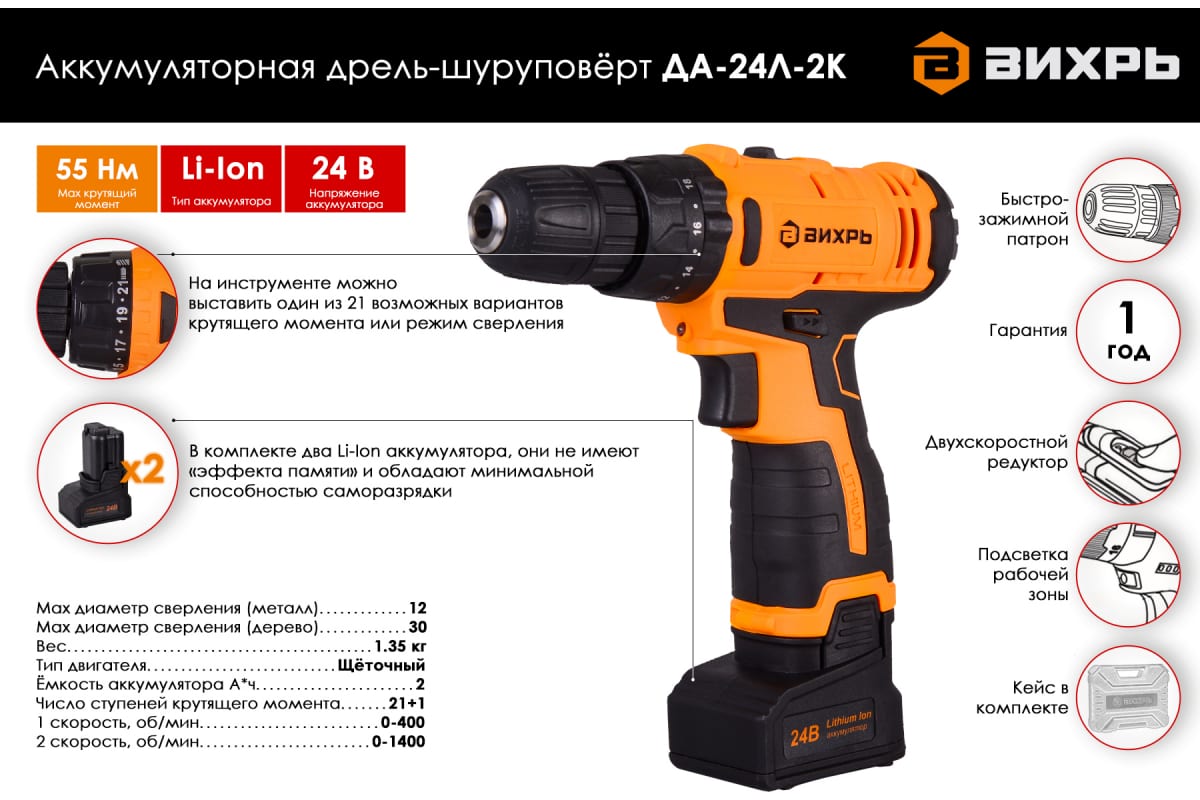 Аккумуляторная дрель-шуруповёрт ДА-24Л-2К
ВИХРЬ
55 Нм
Max крутящий
момент
Li-Ion
Тип аккумулятора
24 В
Напряжение
аккумулятора
На инструменте можно
выставить один из 21 возможных вариантов
крутящего момента или режим сверления
15 · 17 · 19 · 21
18
16
14
12
ВИХРЬ
LITHIUM
24В
Lithium Ion
аккумулятор
x2
24В
В комплекте два Li-Ion аккумулятора, они не имеют
«эффекта памяти» и обладают минимальной
способностью саморазрядки
Max диаметр сверления (металл)............12
Max диаметр сверления (дерево)............30
Вес............1.35 кг
Тип двигателя............Щёточный
Ёмкость аккумулятора А*ч............2
Число ступеней крутящего момента.......21+1
1 скорость, об/мин............0-400
2 скорость, об/мин............0-1400
Быстро-
зажимной
патрон
Гарантия
1
год
Двухскоростной
редуктор
Подсветка
рабочей
зоны
18
Кейс в
комплекте
ВИХРЬ